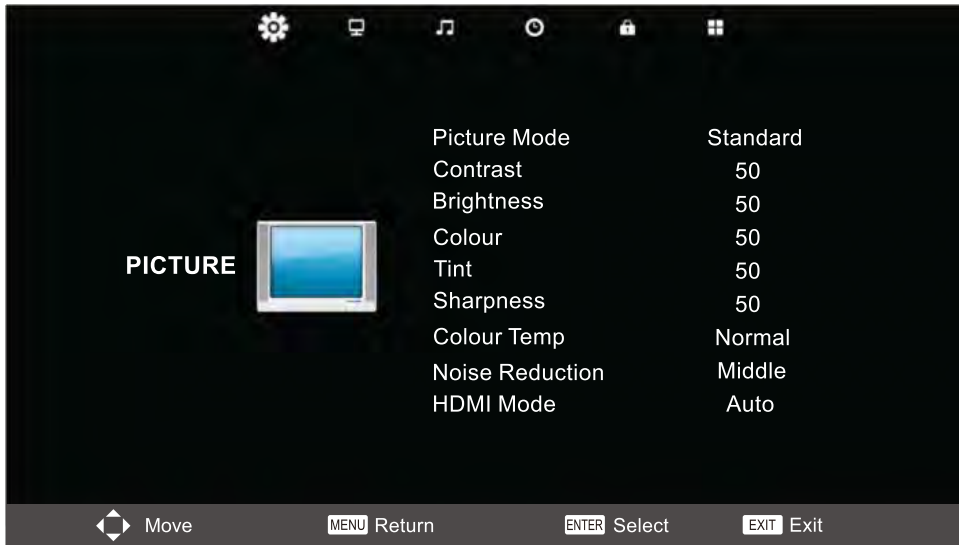 Picture Mode Standard
Contrast 50
Brightness 50
Colour 50
PICTURE
Tint 50
Sharpness 50
Colour Temp Normal
Noise Reduction Middle
HDMI Mode Auto
Move MENU Return ENTER Select EXIT Exit